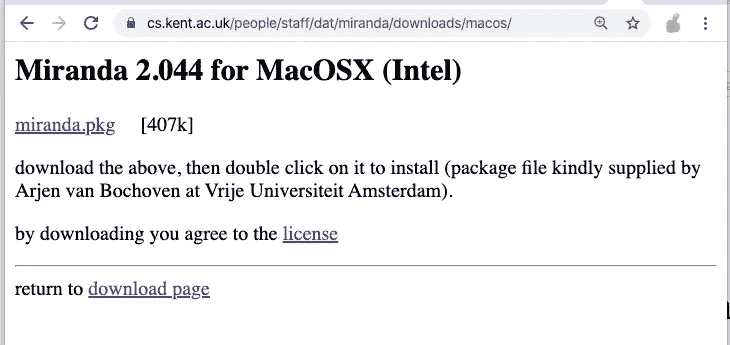 cs.kent.ac.uk/people/staff/dat/miranda/downloads/macos/
Miranda 2.044 for MacOSX (Intel)
miranda.pkg [407k]
download the above, then double click on it to install (package file kindly supplied by
Arjen van Bochoven at Vrije Universiteit Amsterdam).
by downloading you agree to the license
return to download page